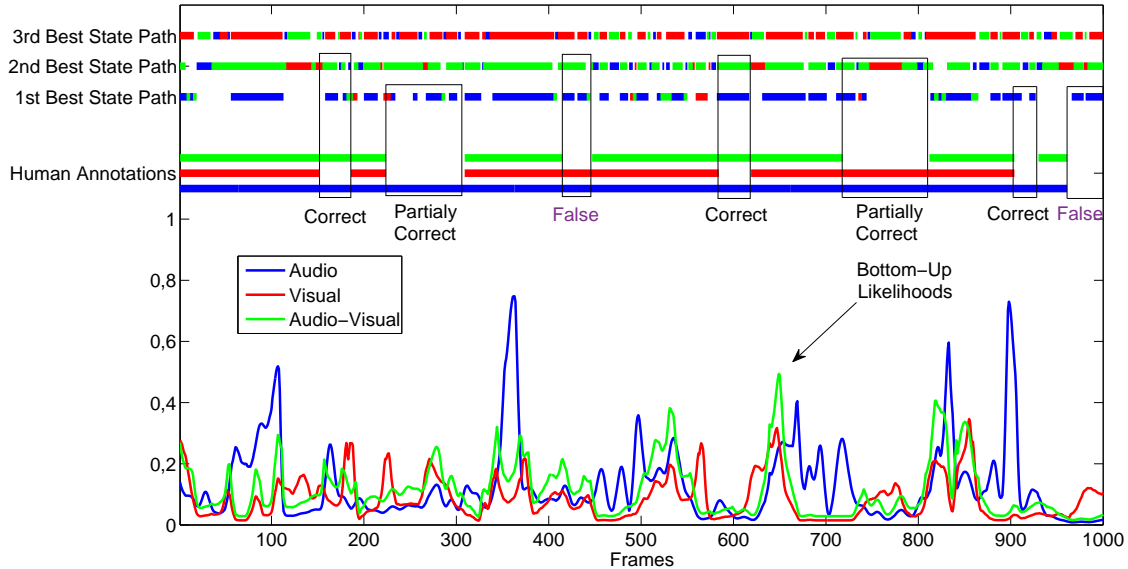 3rd Best State Path
2nd Best State Path
1st Best State Path
Human Annotations
Correct
Partialy
Correct
False
Correct
Partially
Correct
Correct
False
1
0.8
0.6
0.4
0.2
0
Audio
Visual
Audio-Visual
Bottom-Up
Likelihoods
100 200 300 400 500 600 700 800 900 1000
Frames